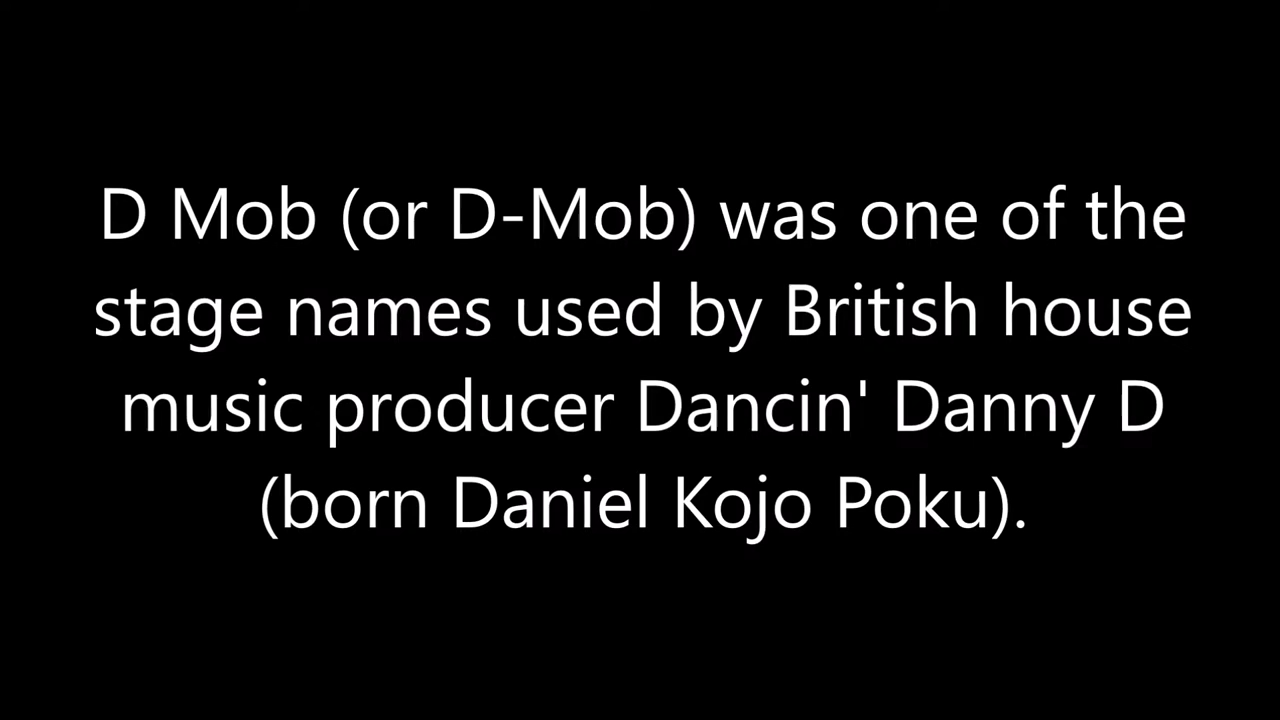 D Mob (or D-Mob) was one of the
stage names used by British house
music producer Dancin' Danny D
(born Daniel Kojo Poku).